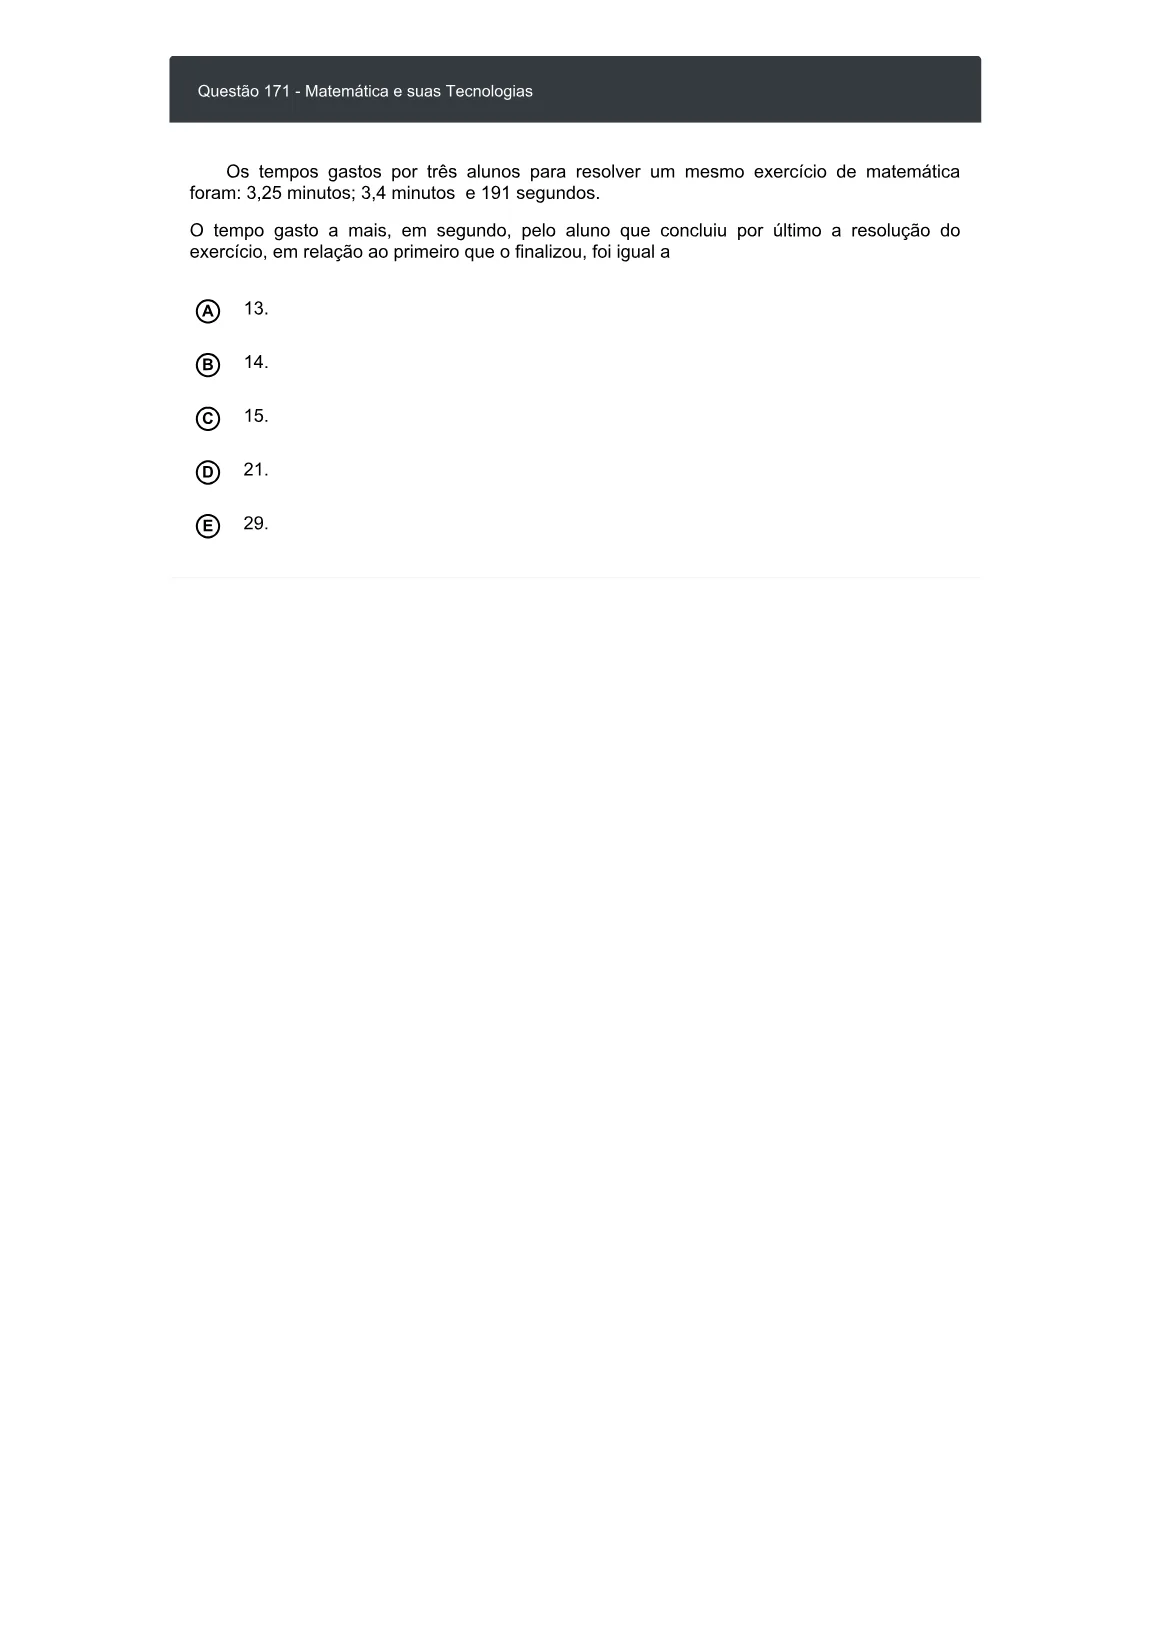 Questão 171 - Matemática e suas Tecnologias
Os tempos gastos por três alunos para resolver um mesmo exercício de matemática
foram: 3,25 minutos; 3,4 minutos e 191 segundos.
O tempo gasto a mais, em segundo, pelo aluno que concluiu por último a resolução do
exercício, em relação ao primeiro que o finalizou, foi igual a
A 13.
B 14.
C 15.
D 21.
E 29.